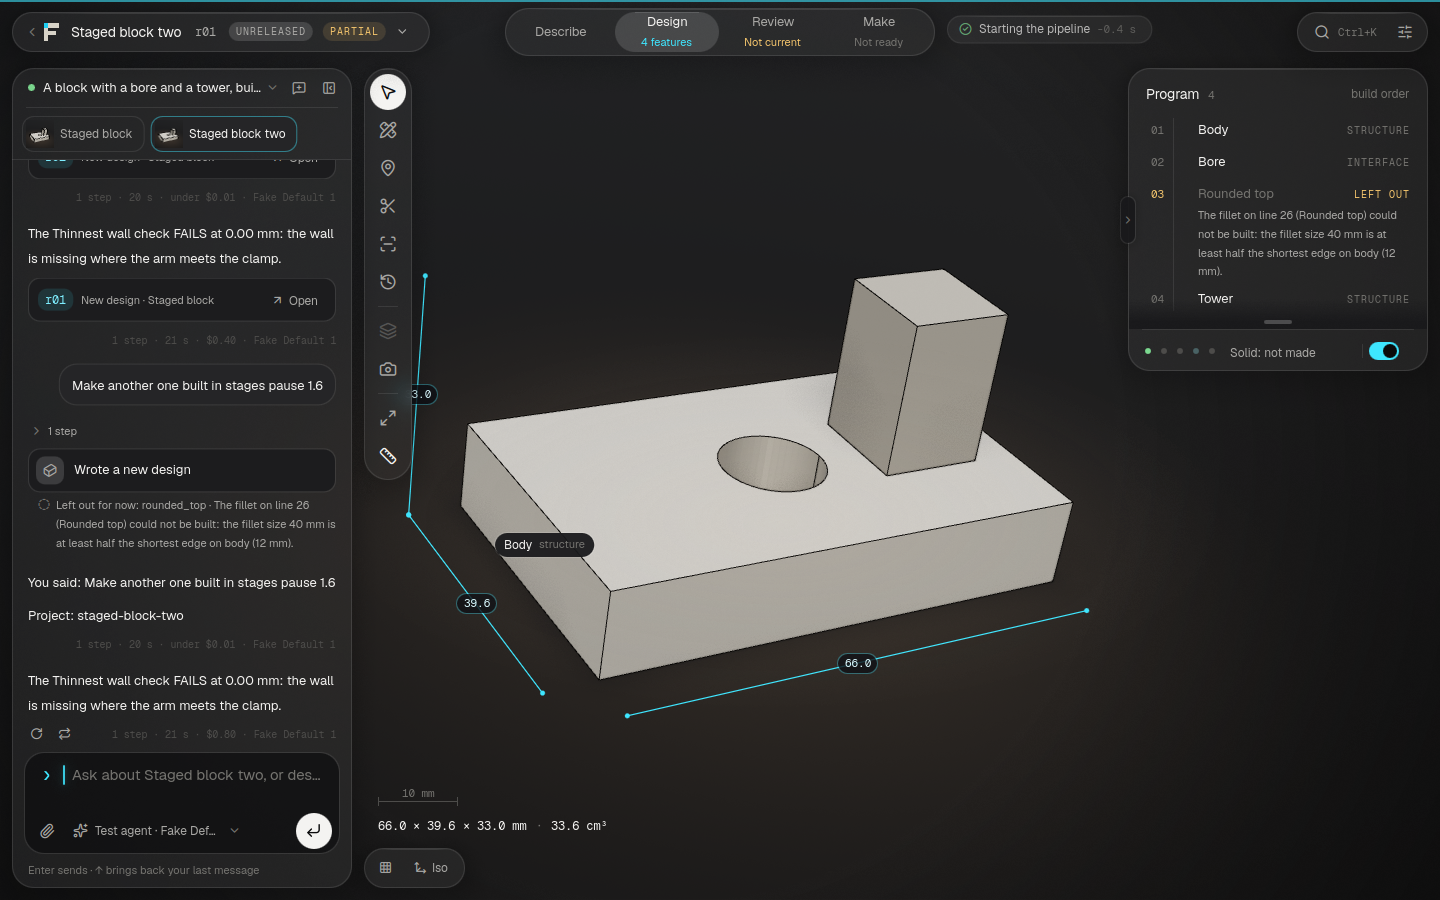 Staged block two r01 UNRELEASED PARTIAL
Describe
Design
4 features
Review
Not current
Make
Not ready
Starting the pipeline -0.4 s
Ctrl+K
A block with a bore and a tower, bui…
Staged block
Staged block two
1 step · 20 s · under $0.01 · Fake Default 1
The Thinnest wall check FAILS at 0.00 mm: the wall
is missing where the arm meets the clamp.
r01 New design · Staged block Open
1 step · 21 s · $0.40 · Fake Default 1
Make another one built in stages pause 1.6
1 step
Wrote a new design
Left out for now: rounded_top · The fillet on line 26
(Rounded top) could not be built: the fillet size 40 mm is
at least half the shortest edge on body (12 mm).
You said: Make another one built in stages pause 1.6
Project: staged-block-two
1 step · 20 s · under $0.01 · Fake Default 1
The Thinnest wall check FAILS at 0.00 mm: the wall
is missing where the arm meets the clamp.
1 step · 21 s · $0.80 · Fake Default 1
Ask about Staged block two, or des…
Test agent · Fake Def…
Enter sends · ↑ brings back your last message
3.0
39.6
66.0
Body structure
10 mm
66.0 × 39.6 × 33.0 mm · 33.6 cm³
Iso
Program 4 build order
01 Body STRUCTURE
02 Bore INTERFACE
03 Rounded top LEFT OUT
The fillet on line 26 (Rounded top) could
not be built: the fillet size 40 mm is at
least half the shortest edge on body (12
mm).
04 Tower STRUCTURE
Solid: not made